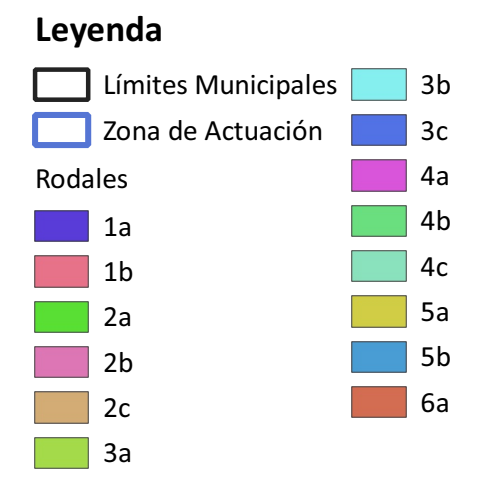 Leyenda
Límites Municipales
Zona de Actuación
Rodales
1a
1b
2a
2b
2c
3a
3b
3c
4a
4b
4c
5a
5b
6a